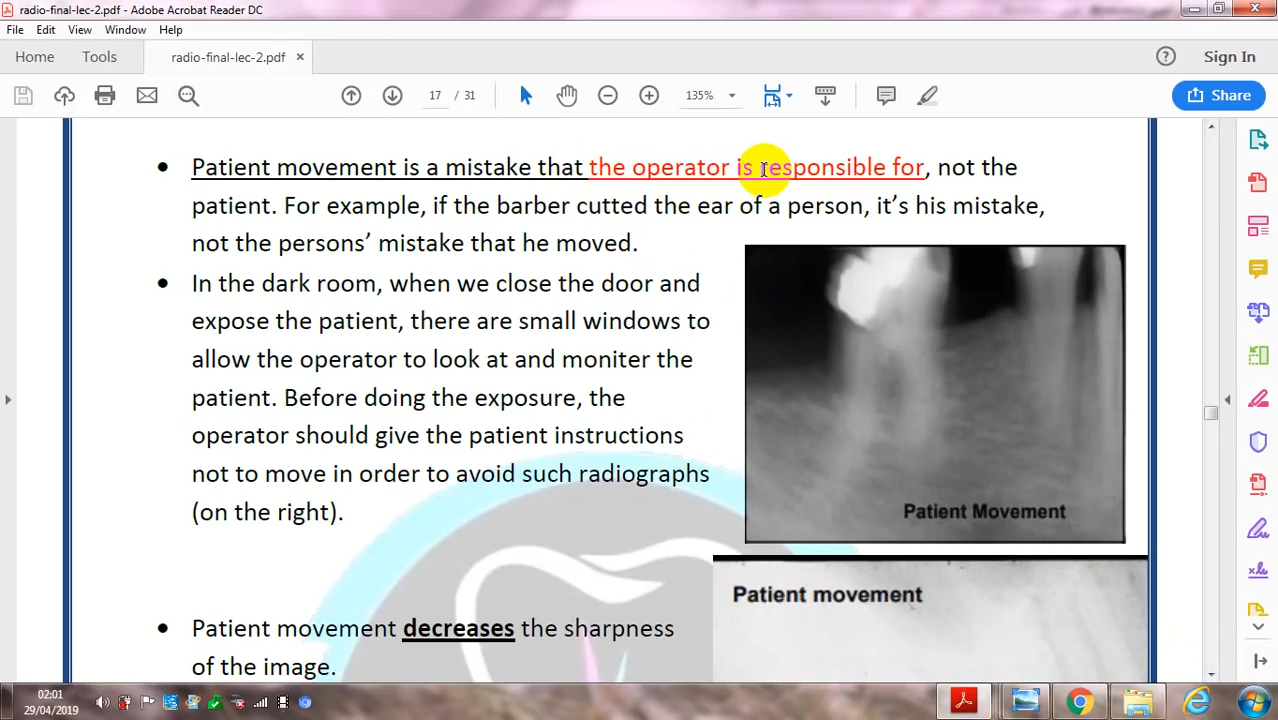 radio-final-lec-2.pdf - Adobe Acrobat Reader DC
File Edit View Window Help
Home Tools radio-final-lec-2.pdf × Sign In
17 / 31 135% Share
• Patient movement is a mistake that the operator is responsible for, not the
patient. For example, if the barber cutted the ear of a person, it’s his mistake,
not the persons’ mistake that he moved.
• In the dark room, when we close the door and
expose the patient, there are small windows to
allow the operator to look at and moniter the
patient. Before doing the exposure, the
operator should give the patient instructions
not to move in order to avoid such radiographs
(on the right).
Patient Movement
Patient movement
• Patient movement decreases the sharpness
of the image.
02:01
29/04/2019